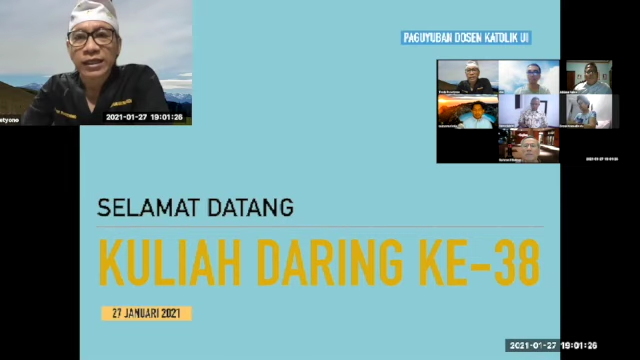 etyono
2021-01-27 19:01:26
PAGUYUBAN DOSEN KATOLIK UI
SELAMAT DATANG
KULIAH DARING KE-38
27 JANUARI 2021
2021-01-27 19:01:26